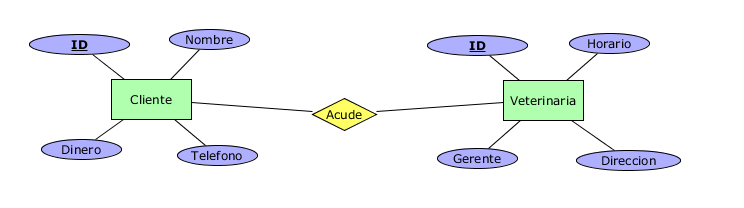 ID
Nombre
Cliente
Dinero
Telefono
Acude
ID
Horario
Veterinaria
Gerente
Direccion